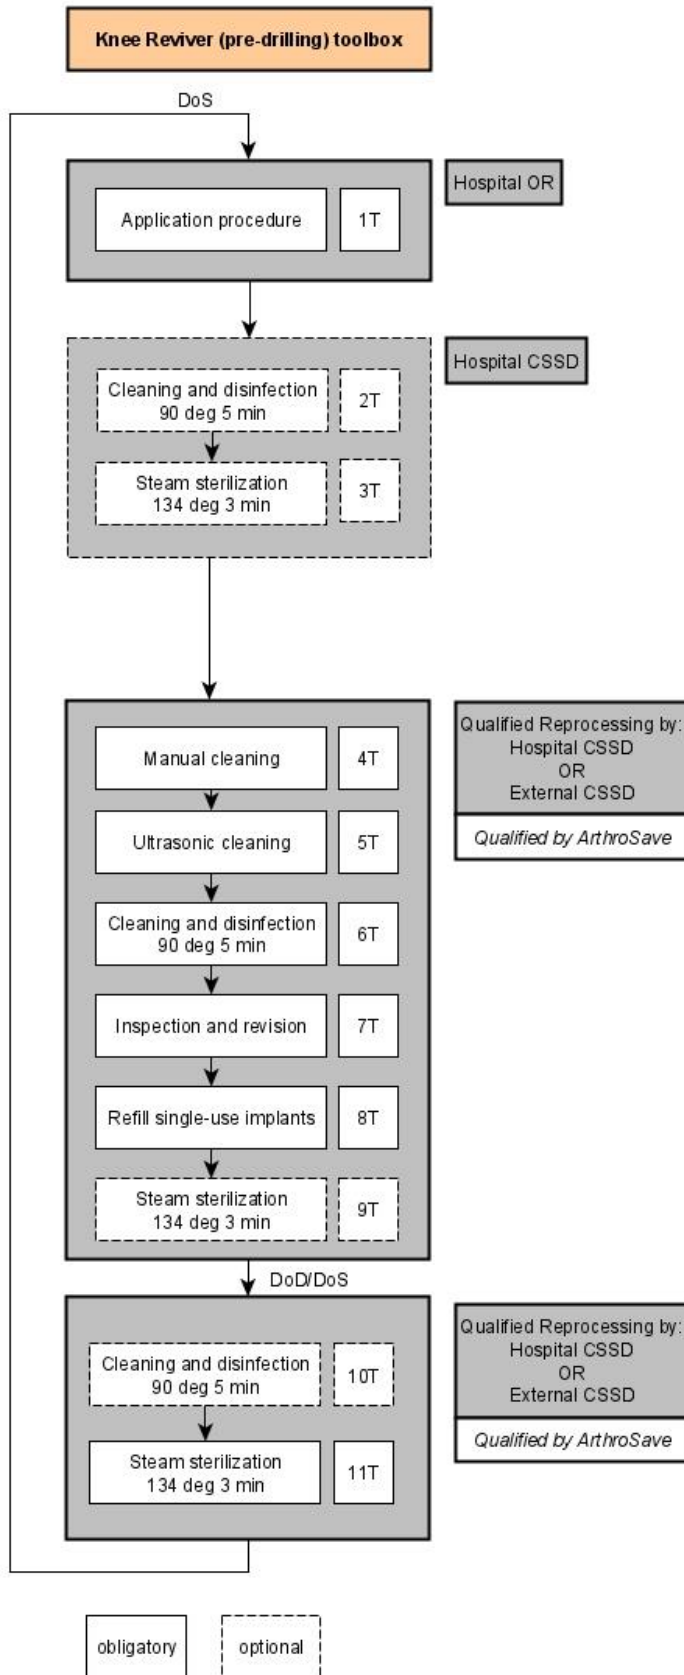 Knee Reviver (pre-drilling) toolbox
DoS
Application procedure
1T
Hospital OR
Cleaning and disinfection
90 deg 5 min
2T
Steam sterilization
134 deg 3 min
3T
Hospital CSSD
Manual cleaning
4T
Ultrasonic cleaning
5T
Cleaning and disinfection
90 deg 5 min
6T
Inspection and revision
7T
Refill single-use implants
8T
Steam sterilization
134 deg 3 min
9T
Qualified Reprocessing by:
Hospital CSSD
OR
External CSSD
Qualified by ArthroSave
DoD/DoS
Cleaning and disinfection
90 deg 5 min
10T
Steam sterilization
134 deg 3 min
11T
Qualified Reprocessing by:
Hospital CSSD
OR
External CSSD
Qualified by ArthroSave
obligatory
optional